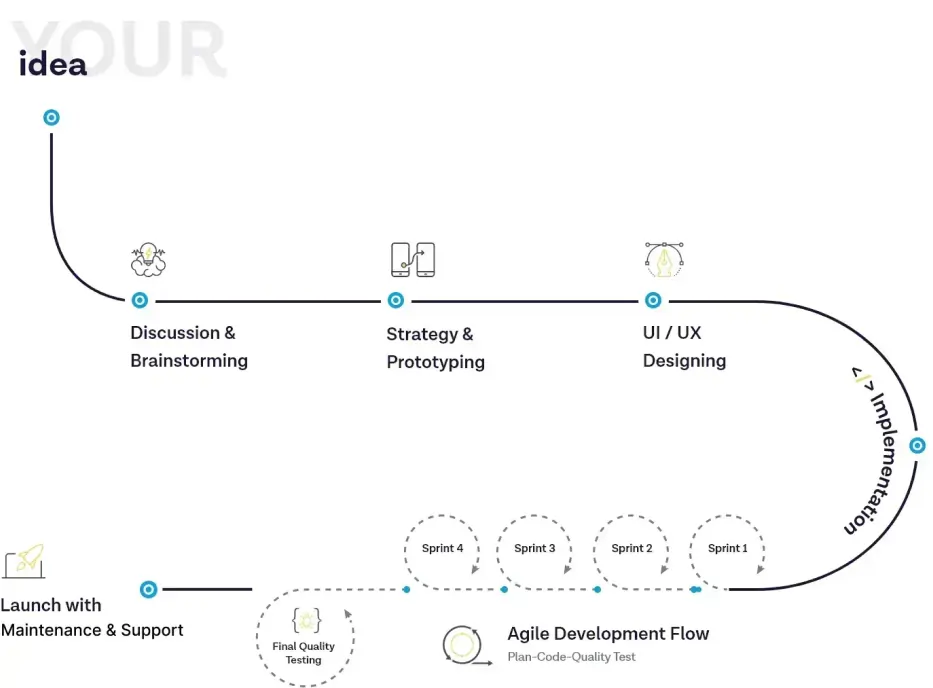 YOUR
idea
Discussion &
Brainstorming
Strategy &
Prototyping
UI / UX
Designing
</> Implementation
Sprint 4
Sprint 3
Sprint 2
Sprint 1
Launch with
Maintenance & Support
{ }
Final Quality
Testing
Agile Development Flow
Plan-Code-Quality Test